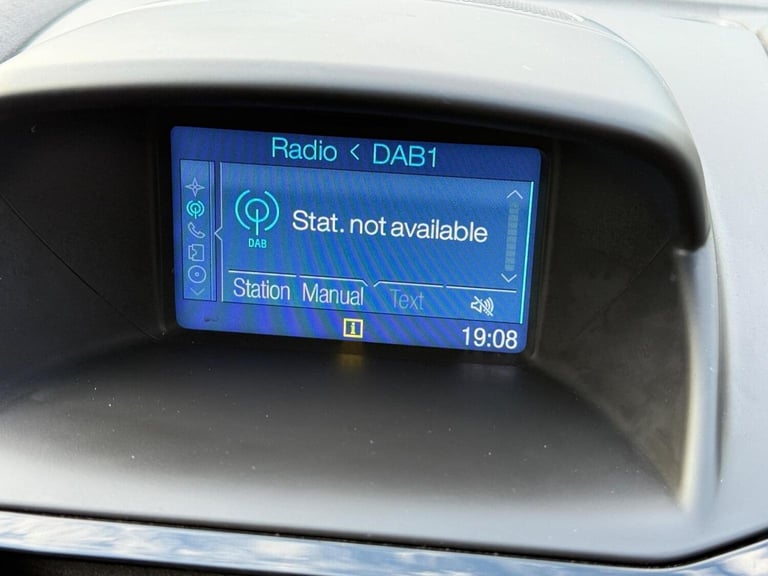 Radio < DAB1
DAB
Stat. not available
Station Manual Text
i 19:08